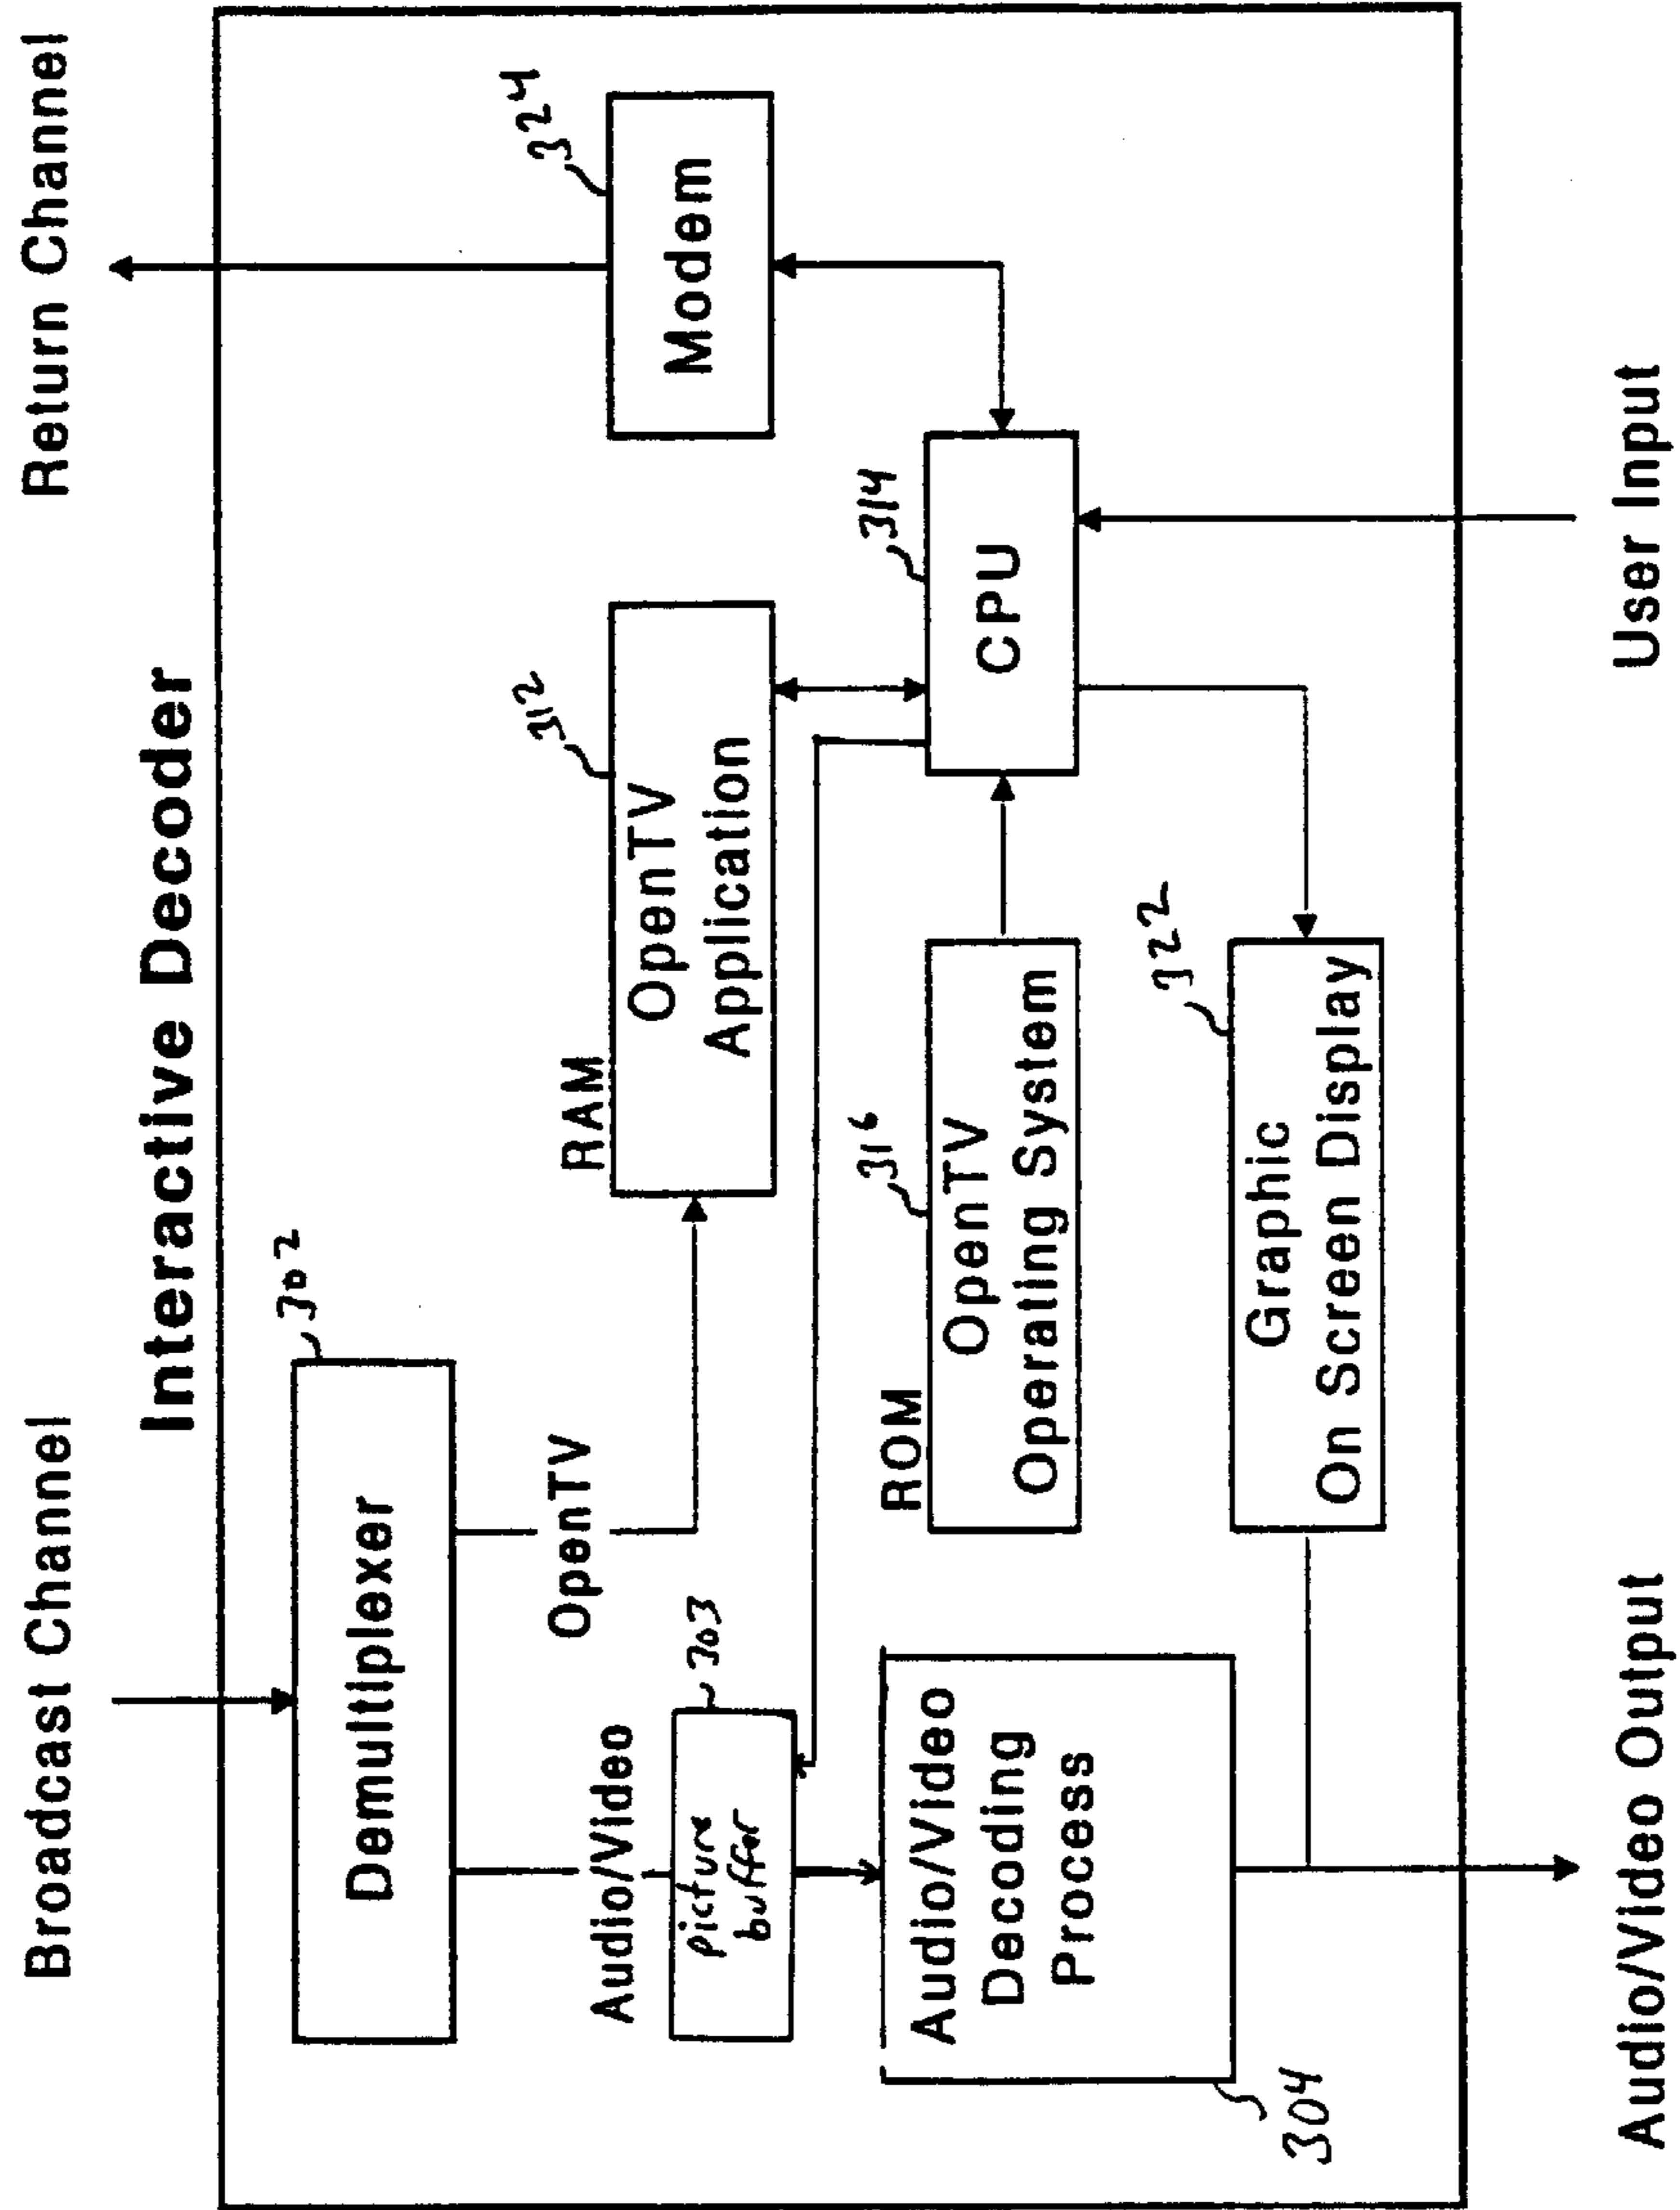 Broadcast Channel
Return Channel
Interactive Decoder
302
Demultiplexer
324
Modem
OpenTV
RAM
312
OpenTV
Application
Audio/Video
303
picture
buffer
314
CPU
ROM
316
OpenTV
Operating System
Audio/Video
Decoding
Process
304
322
Graphic
On Screen Display
Audio/Video Output
User Input